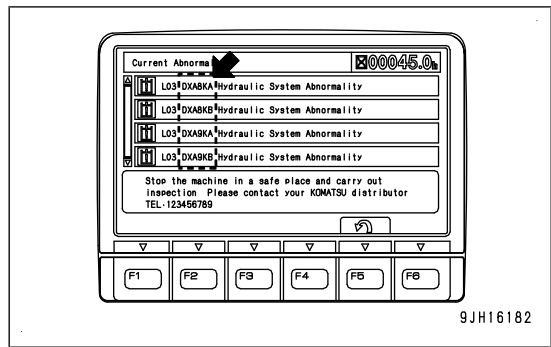 Current Abnorma
00045.0h
L03 DXA8KA Hydraulic System Abnormality
L03 DXA8KB Hydraulic System Abnormality
L03 DXA9KA Hydraulic System Abnormality
L03 DXA9KB Hydraulic System Abnormality
Stop the machine in a safe place and carry out
inspection Please contact your KOMATSU distributor
TEL·123456789
F1 F2 F3 F4 F5 F6
9JH16182